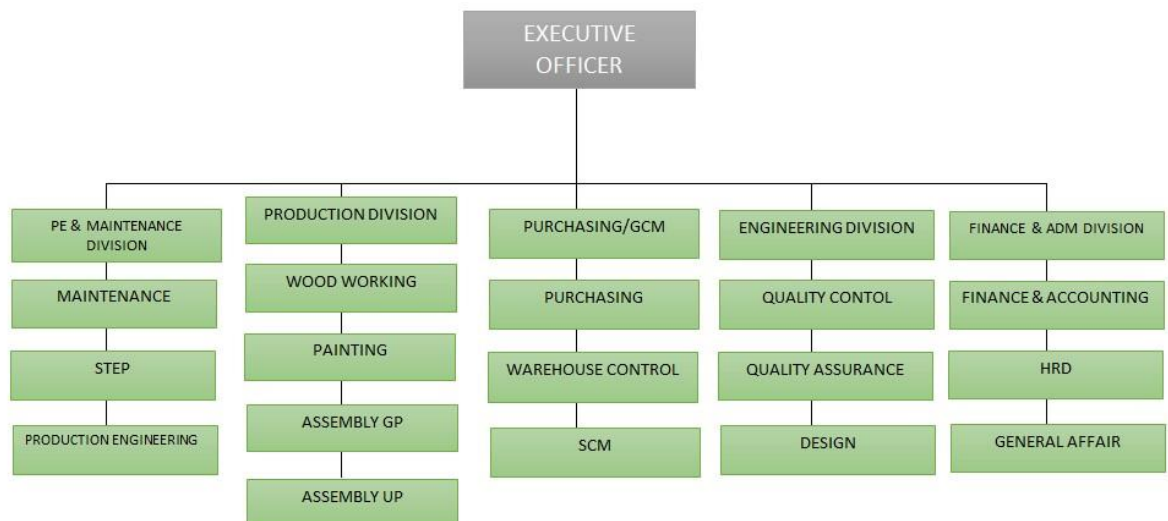 EXECUTIVE
OFFICER
PE & MAINTENANCE
DIVISION
MAINTENANCE
STEP
PRODUCTION ENGINEERING
PRODUCTION DIVISION
WOOD WORKING
PAINTING
ASSEMBLY GP
ASSEMBLY UP
PURCHASING/GCM
PURCHASING
WAREHOUSE CONTROL
SCM
ENGINEERING DIVISION
QUALITY CONTOL
QUALITY ASSURANCE
DESIGN
FINANCE & ADM DIVISION
FINANCE & ACCOUNTING
HRD
GENERAL AFFAIR